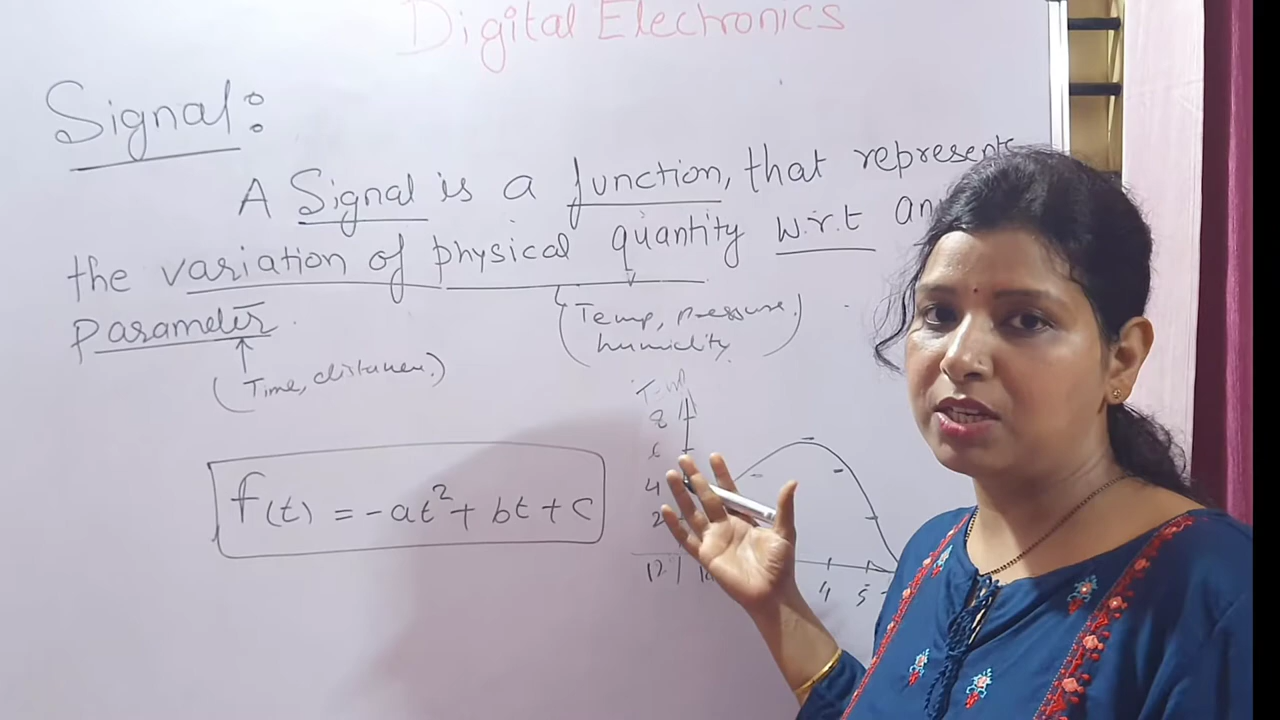 Digital Electronics
Signal:
A Signal is a function, that represents
the variation of physical quantity w.r.t an
Parameter.
(Temp, pressure,
humidity)
(Time, distance.)
8
6
4
2
f(t) = -at²+ bt + c
12
4 5